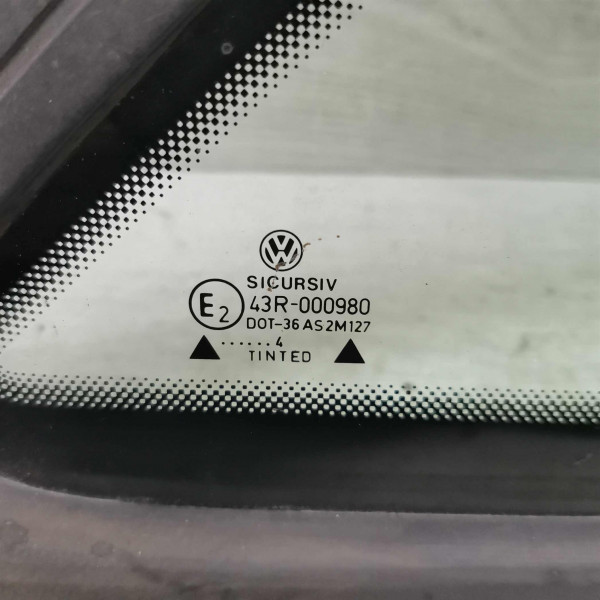 VW
SICURSIV
E2 43R-000980
DOT-36 AS2M127
......4
TINTED